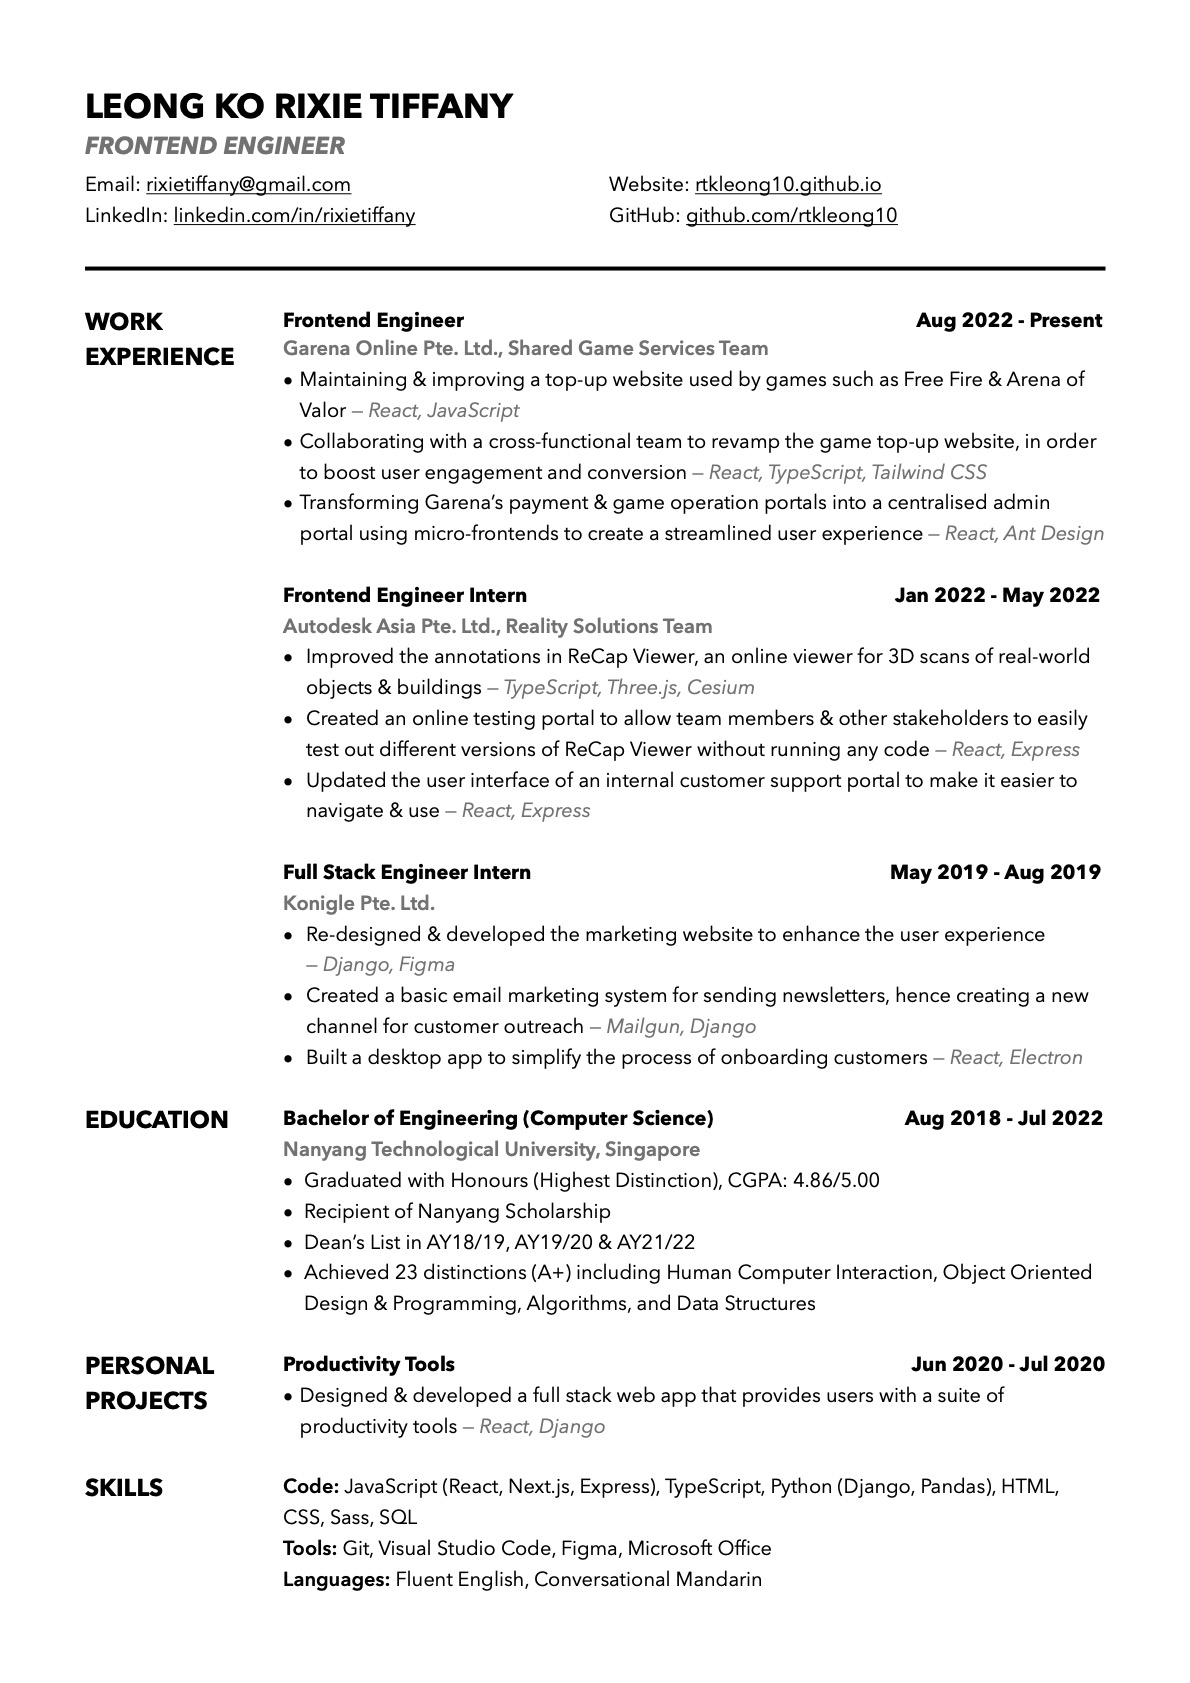 LEONG KO RIXIE TIFFANY
FRONTEND ENGINEER
Email: rixietiffany@gmail.com
Website: rtkleong10.github.io
LinkedIn: linkedin.com/in/rixietiffany
GitHub: github.com/rtkleong10
WORK
EXPERIENCE
Frontend Engineer
Aug 2022 - Present
Garena Online Pte. Ltd., Shared Game Services Team
• Maintaining & improving a top-up website used by games such as Free Fire & Arena of
Valor – React, JavaScript
• Collaborating with a cross-functional team to revamp the game top-up website, in order
to boost user engagement and conversion – React, TypeScript, Tailwind CSS
• Transforming Garena’s payment & game operation portals into a centralised admin
portal using micro-frontends to create a streamlined user experience – React, Ant Design
Frontend Engineer Intern
Jan 2022 - May 2022
Autodesk Asia Pte. Ltd., Reality Solutions Team
• Improved the annotations in ReCap Viewer, an online viewer for 3D scans of real-world
objects & buildings – TypeScript, Three.js, Cesium
• Created an online testing portal to allow team members & other stakeholders to easily
test out different versions of ReCap Viewer without running any code – React, Express
• Updated the user interface of an internal customer support portal to make it easier to
navigate & use – React, Express
Full Stack Engineer Intern
May 2019 - Aug 2019
Konigle Pte. Ltd.
• Re-designed & developed the marketing website to enhance the user experience
– Django, Figma
• Created a basic email marketing system for sending newsletters, hence creating a new
channel for customer outreach – Mailgun, Django
• Built a desktop app to simplify the process of onboarding customers – React, Electron
EDUCATION
Bachelor of Engineering (Computer Science)
Aug 2018 - Jul 2022
Nanyang Technological University, Singapore
• Graduated with Honours (Highest Distinction), CGPA: 4.86/5.00
• Recipient of Nanyang Scholarship
• Dean’s List in AY18/19, AY19/20 & AY21/22
• Achieved 23 distinctions (A+) including Human Computer Interaction, Object Oriented
Design & Programming, Algorithms, and Data Structures
PERSONAL
PROJECTS
Productivity Tools
Jun 2020 - Jul 2020
• Designed & developed a full stack web app that provides users with a suite of
productivity tools – React, Django
SKILLS
Code: JavaScript (React, Next.js, Express), TypeScript, Python (Django, Pandas), HTML,
CSS, Sass, SQL
Tools: Git, Visual Studio Code, Figma, Microsoft Office
Languages: Fluent English, Conversational Mandarin